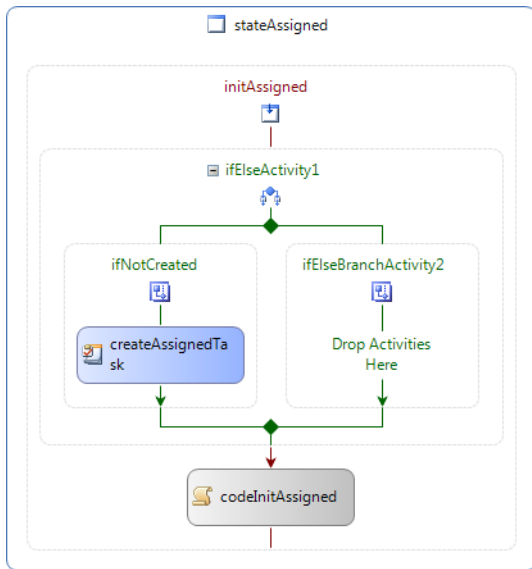 stateAssigned
initAssigned
ifElseActivity1
ifNotCreated
ifElseBranchActivity2
createAssignedTa
sk
Drop Activities
Here
codeInitAssigned